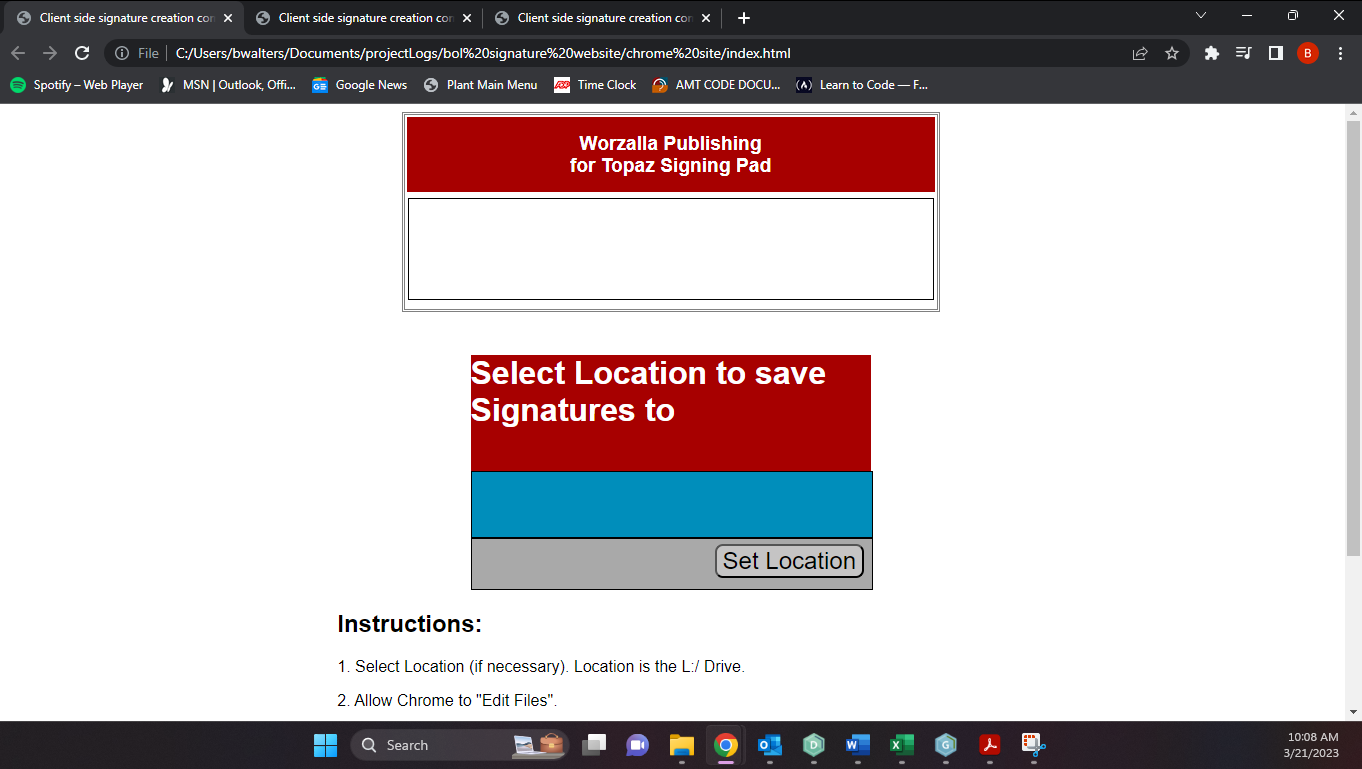 Client side signature creation con
Client side signature creation con
Client side signature creation con
File
C:/Users/bwalters/Documents/projectLogs/bol%20signature%20website/chrome%20site/index.html
B
Spotify – Web Player
MSN | Outlook, Offi...
Google News
Plant Main Menu
Time Clock
AMT CODE DOCU...
Learn to Code — F...
Worzalla Publishing
for Topaz Signing Pad
Select Location to save
Signatures to
Set Location
Instructions:
1. Select Location (if necessary). Location is the L:/ Drive.
2. Allow Chrome to "Edit Files".
Search
10:08 AM
3/21/2023